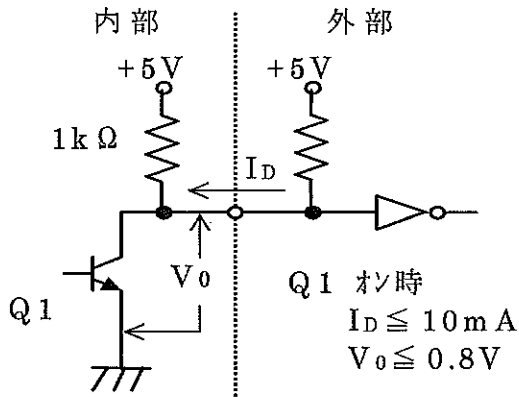 内部
外部
+5V
+5V
1kΩ
ID
V0
Q1
Q1 オン時
ID≦10mA
V0≦0.8V